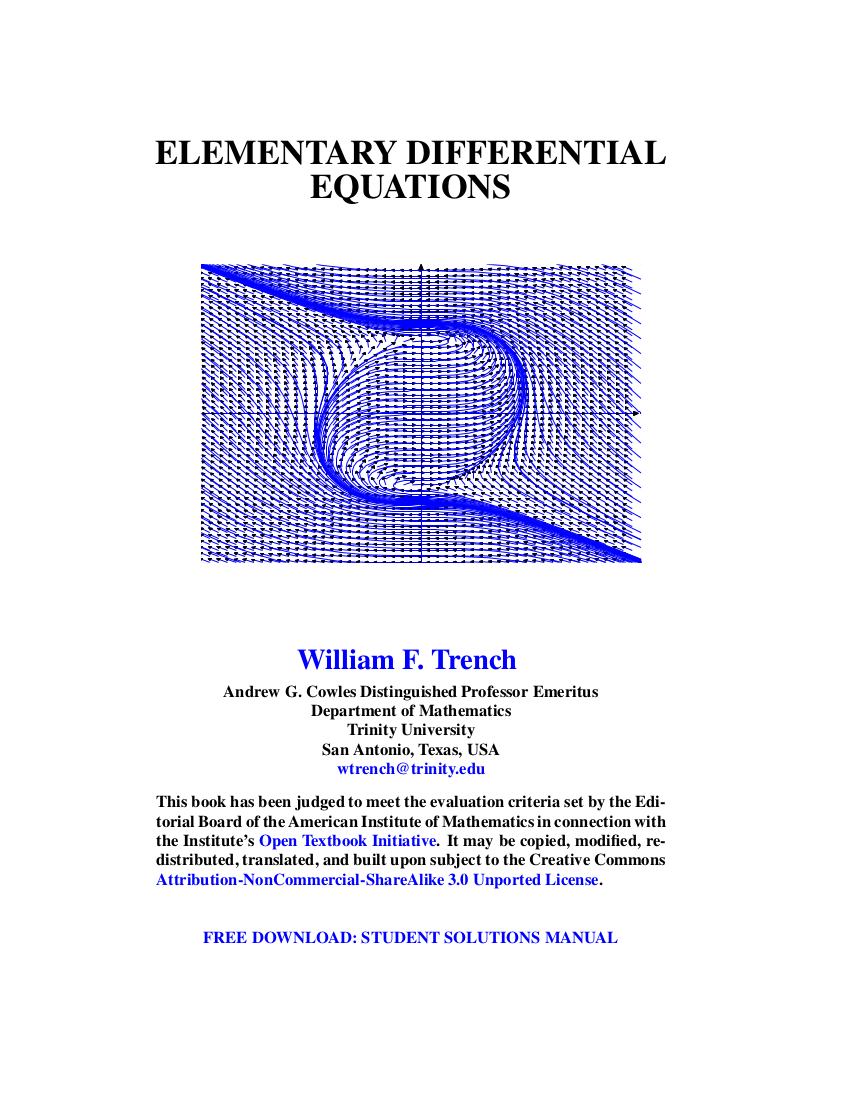 ELEMENTARY DIFFERENTIAL
EQUATIONS
William F. Trench
Andrew G. Cowles Distinguished Professor Emeritus
Department of Mathematics
Trinity University
San Antonio, Texas, USA
wtrench@trinity.edu
This book has been judged to meet the evaluation criteria set by the Edi-
torial Board of the American Institute of Mathematics in connection with
the Institute's Open Textbook Initiative. It may be copied, modified, re-
distributed, translated, and built upon subject to the Creative Commons
Attribution-NonCommercial-ShareAlike 3.0 Unported License.
FREE DOWNLOAD: STUDENT SOLUTIONS MANUAL